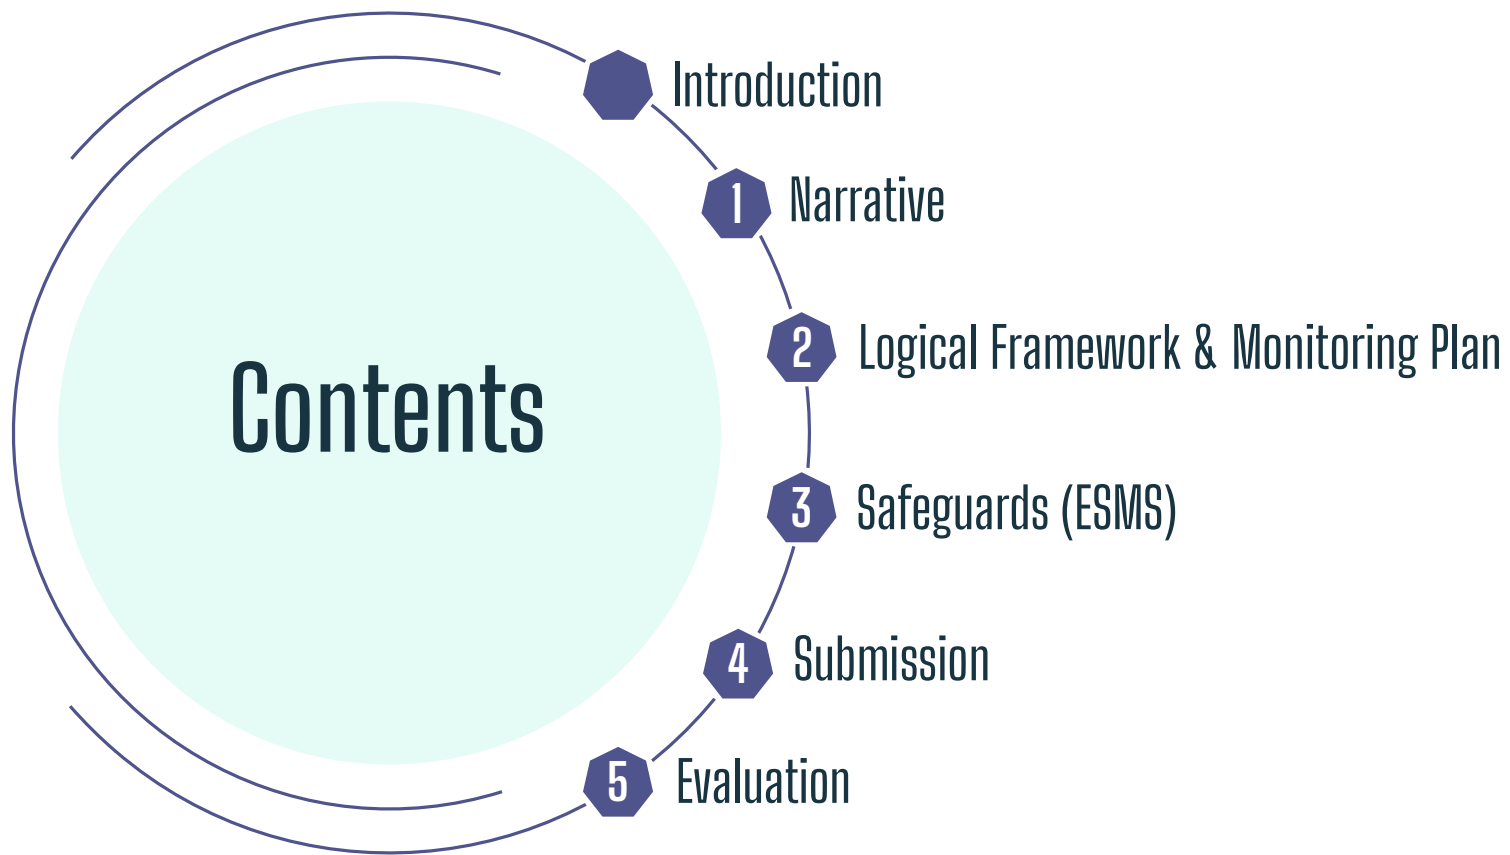 Contents
Introduction
1 Narrative
2 Logical Framework & Monitoring Plan
3 Safeguards (ESMS)
4 Submission
5 Evaluation